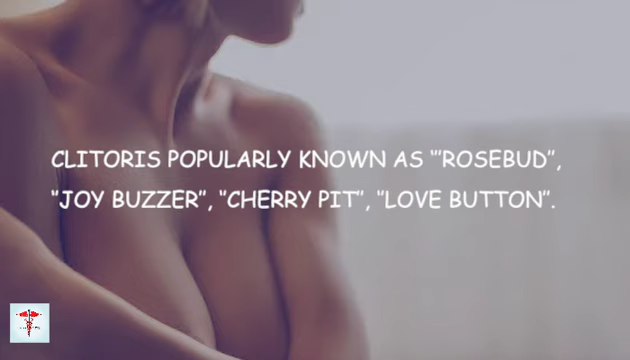 CLITORIS POPULARLY KNOWN AS "'ROSEBUD",
"JOY BUZZER", "CHERRY PIT", "LOVE BUTTON".